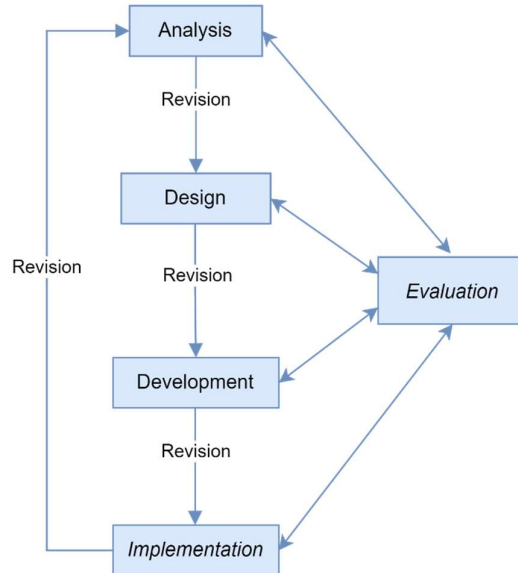 Analysis
Revision
Design
Revision
Revision
Evaluation
Development
Revision
Implementation